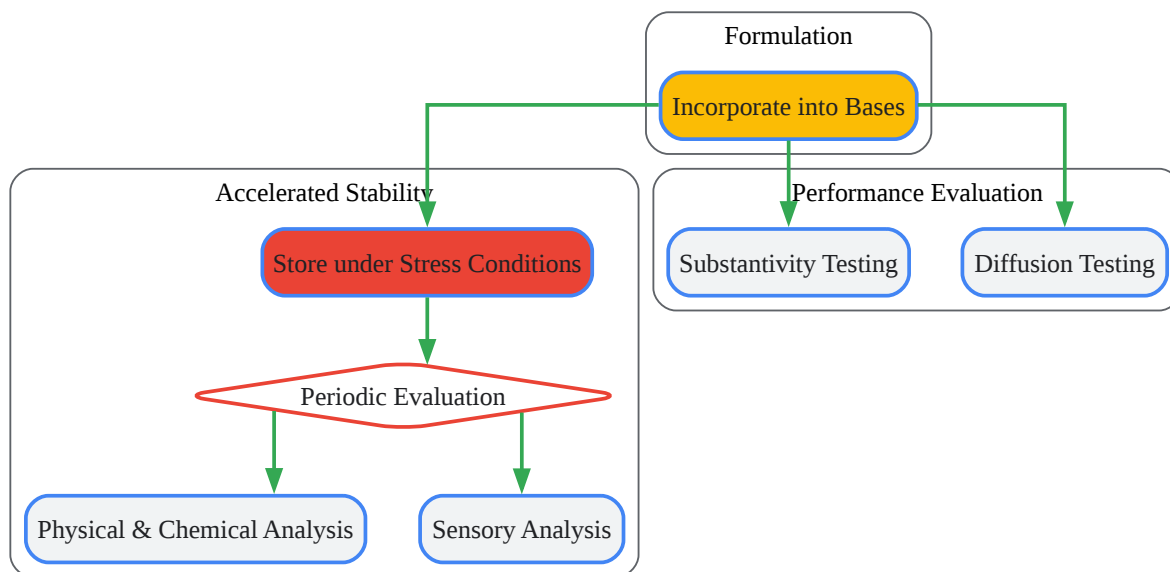 Formulation
Incorporate into Bases
Accelerated Stability
Performance Evaluation
Store under Stress Conditions
Substantivity Testing
Diffusion Testing
Periodic Evaluation
Physical & Chemical Analysis
Sensory Analysis